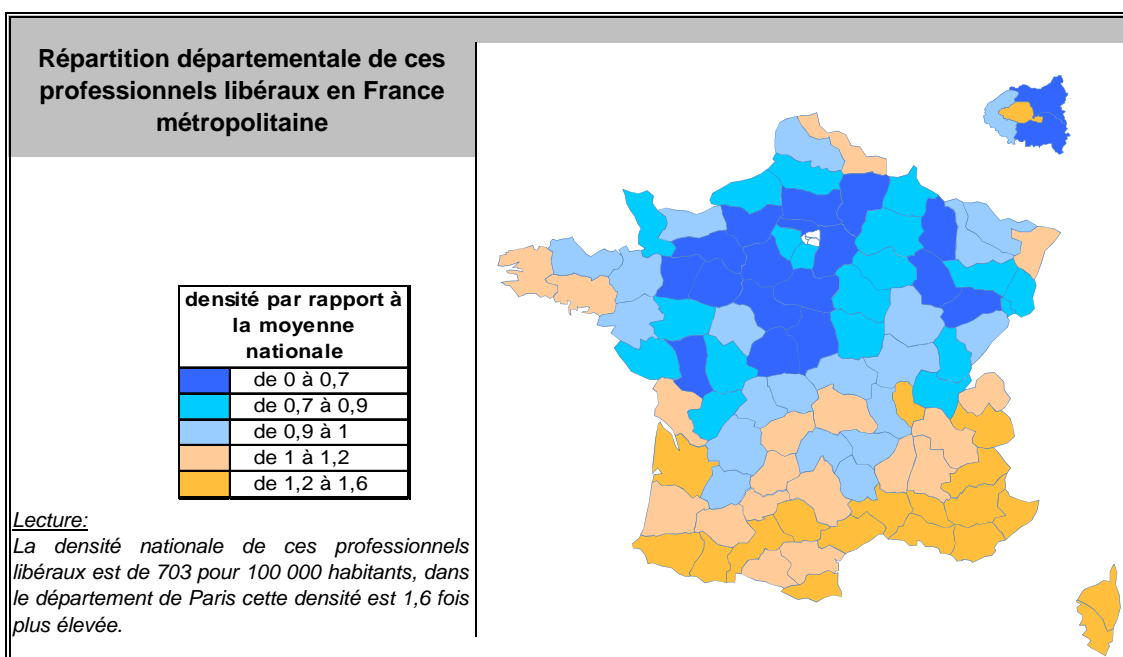 Répartition départementale de ces
professionnels libéraux en France
métropolitaine
densité par rapport à
la moyenne
nationale
de 0 à 0,7
de 0,7 à 0,9
de 0,9 à 1
de 1 à 1,2
de 1,2 à 1,6
Lecture:
La densité nationale de ces professionnels
libéraux est de 703 pour 100 000 habitants, dans
le département de Paris cette densité est 1,6 fois
plus élevée.